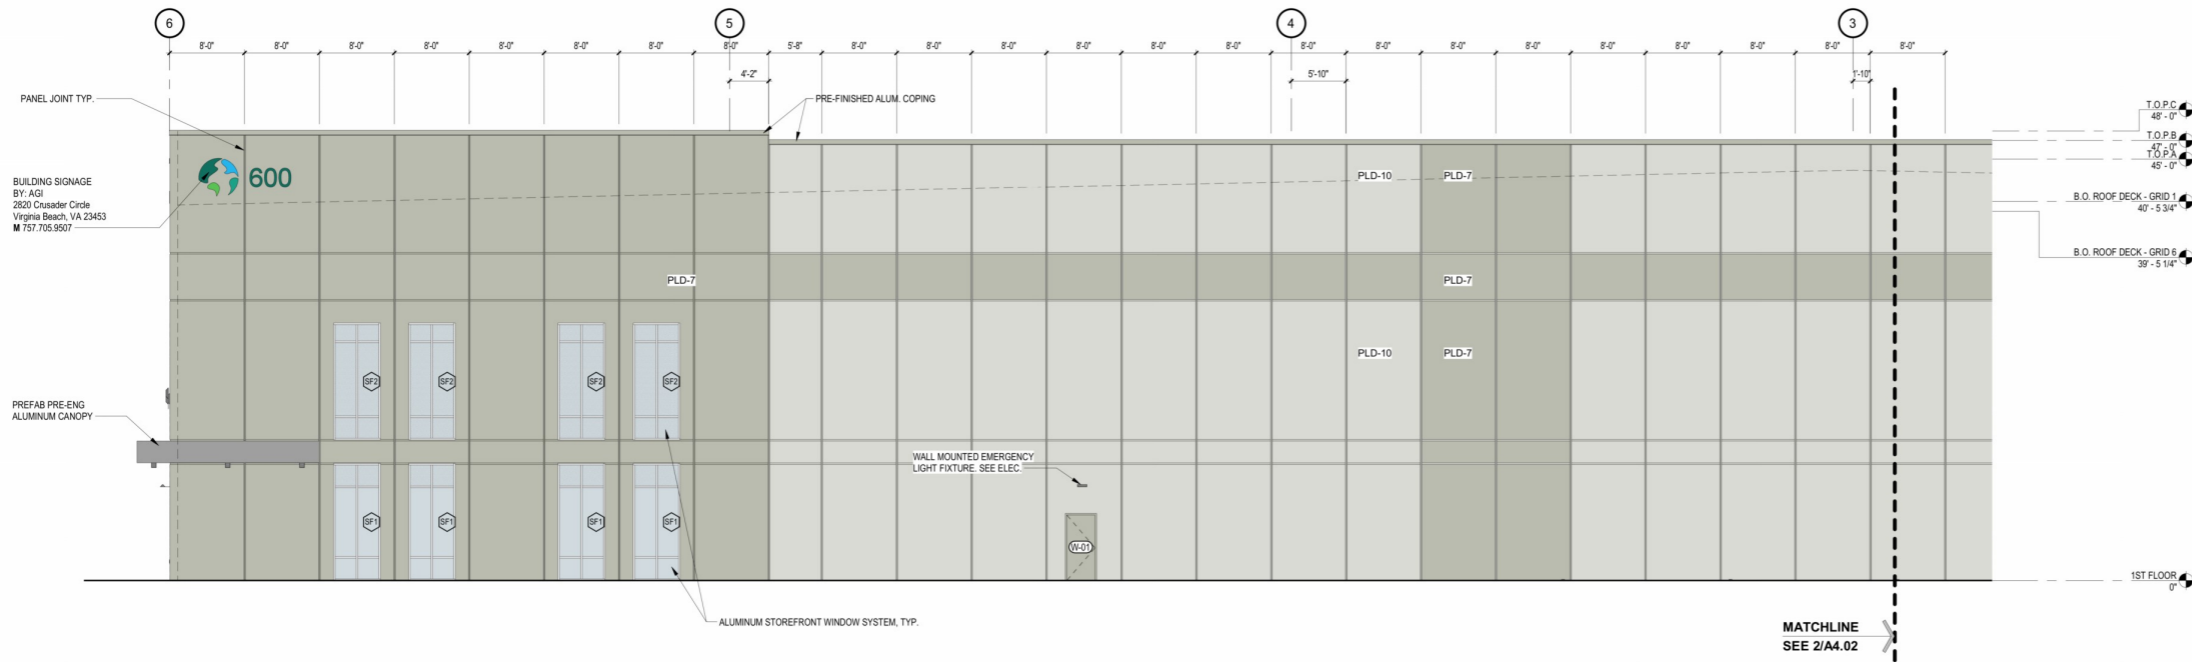 6
5
4
3
8'-0" 8'-0" 8'-0" 8'-0" 8'-0" 8'-0" 8'-0" 8'-0" 5'-8" 8'-0" 8'-0" 8'-0" 8'-0" 8'-0" 8'-0" 8'-0" 8'-0" 8'-0" 8'-0" 8'-0" 8'-0" 8'-0" 8'-0"
4'-2"
5'-10"
1'-10"
PANEL JOINT TYP.
PRE-FINISHED ALUM. COPING
T.O.P.C
48' - 0"
T.O.P.B
47' - 0"
T.O.P.A
45' - 0"
600
PLD-10
PLD-7
BUILDING SIGNAGE
BY: AGI
2820 Crusader Circle
Virginia Beach, VA 23453
M 757.705.9507
B.O. ROOF DECK - GRID 1
40' - 5 3/4"
B.O. ROOF DECK - GRID 6
39' - 5 1/4"
PLD-7
PLD-7
PLD-10
PLD-7
SF2 SF2 SF2 SF2
PREFAB PRE-ENG
ALUMINUM CANOPY
WALL MOUNTED EMERGENCY
LIGHT FIXTURE. SEE ELEC.
SF1 SF1 SF1 SF1
W-01
1ST FLOOR
0"
ALUMINUM STOREFRONT WINDOW SYSTEM, TYP.
MATCHLINE
SEE 2/A4.02